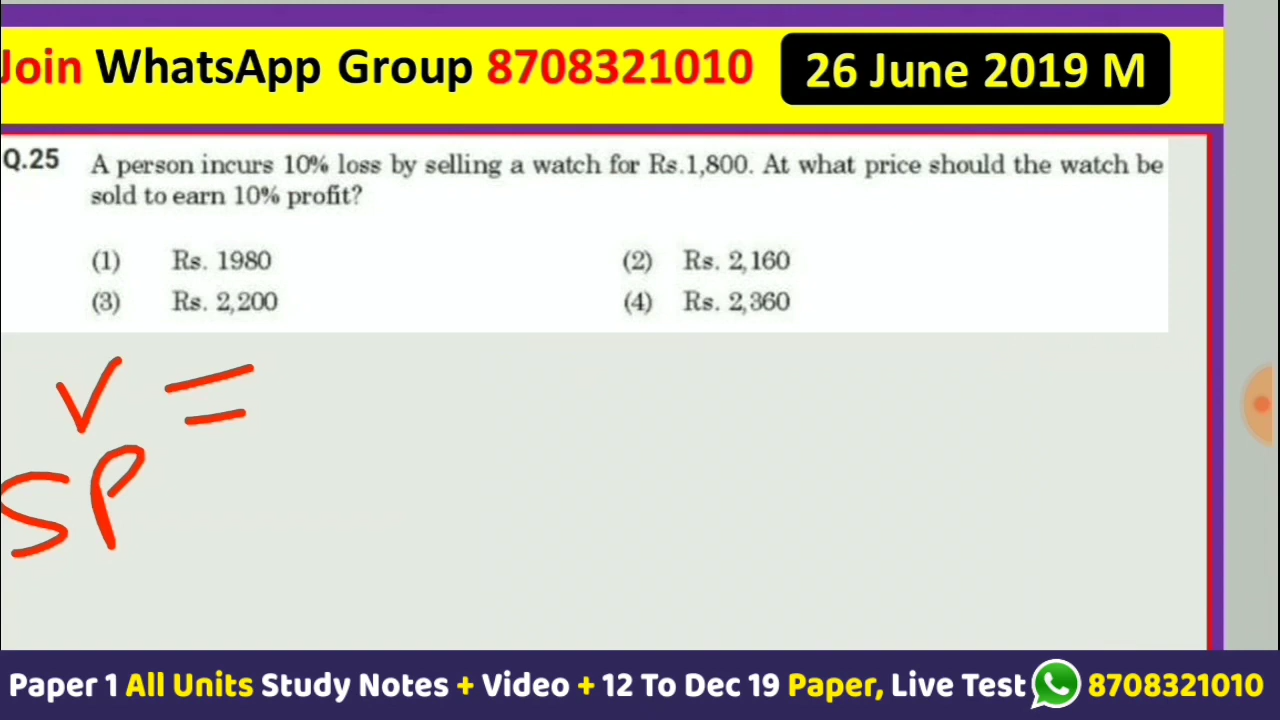 Join WhatsApp Group 8708321010 26 June 2019 M
Q.25 A person incurs 10% loss by selling a watch for Rs.1,800. At what price should the watch be
sold to earn 10% profit?
(1) Rs. 1980 (2) Rs. 2,160
(3) Rs. 2,200 (4) Rs. 2,360
V =
SP
Paper 1 All Units Study Notes + Video + 12 To Dec 19 Paper, Live Test 8708321010